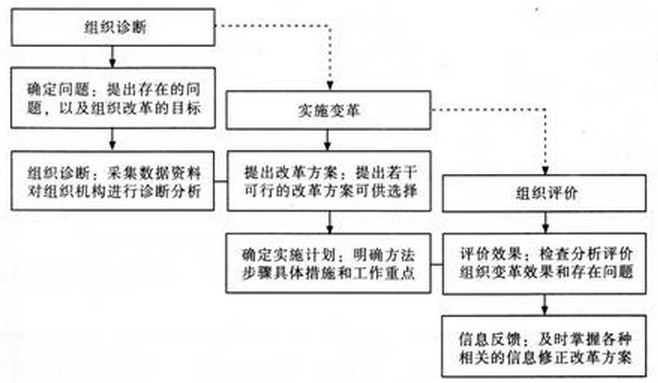 组织诊断
确定问题：提出存在的问
题，以及组织改革的目标
组织诊断：采集数据资料
对组织机构进行诊断分析
实施变革
提出改革方案：提出若干
可行的改革方案可供选择
确定实施计划：明确方法
步骤具体措施和工作重点
组织评价
评价效果：检查分析评价
组织变革效果和存在问题
信息反馈：及时掌握各种
相关的信息修正改革方案